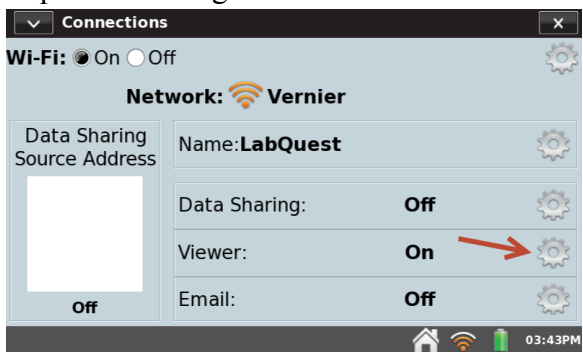 Connections
Wi-Fi: On Off
Network: Vernier
Data Sharing
Source Address
Off
Name:LabQuest
Data Sharing: Off
Viewer: On
Email: Off
03:43PM